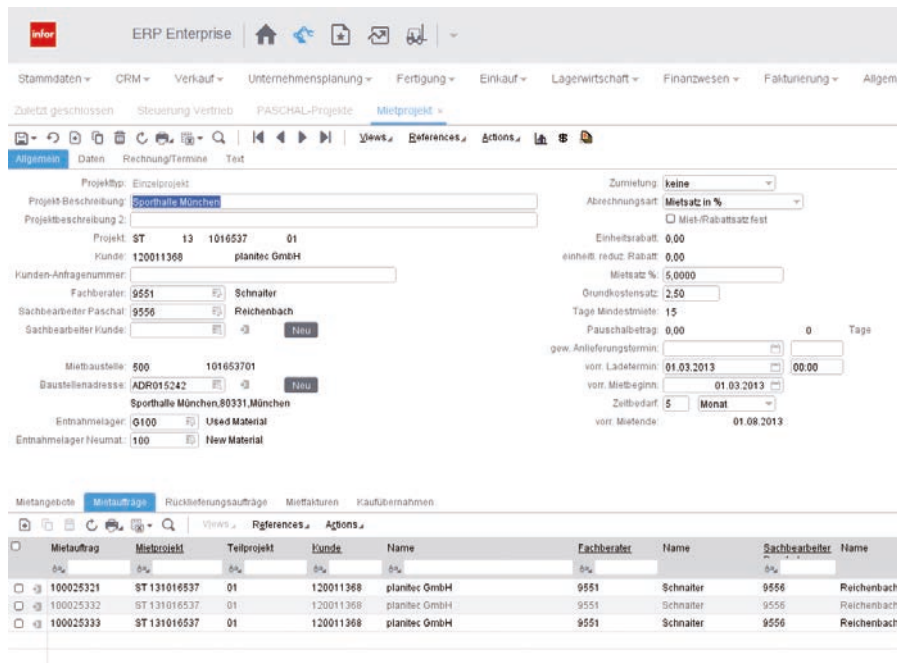 infor ERP Enterprise
Stammdaten CRM Verkauf Unternehmensplanung Fertigung Einkauf Lagerwirtschaft Finanzwesen Fakturierung Allgem
Zuletzt geschlossen Steuerung Vertrieb PASCHAL-Projekte Mietprojekt ×
Views References Actions
Allgemein Daten Rechnung/Termine Text
Projekttyp: Einzelprojekt Zumietung: keine
Projekt-Beschreibung: Sporthalle München Abrechnungsart: Mietsatz in %
Projektbeschreibung 2: Miet-/Rabattsatz fest
Projekt: ST 13 1016537 01 Einheitsrabatt: 0,00
Kunde: 120011368 planitec GmbH einheitl. reduz. Rabatt: 0,00
Kunden-Anfragenummer: Mietsatz %: 5,0000
Fachberater: 9551 Schnaiter Grundkostensatz: 2,50
Sachbearbeiter Paschal: 9556 Reichenbach Tage Mindestmiete: 15
Sachbearbeiter Kunde: Neu Pauschalbetrag: 0,00 0 Tage
gew. Anlieferungstermin:
Mietbaustelle: 500 101653701 vorr. Ladetermin: 01.03.2013 00:00
Baustellenadresse: ADR015242 Neu vorr. Mietbeginn: 01.03.2013
Sporthalle München,80331,München Zeitbedarf: 5 Monat
Entnahmelager: G100 Used Material vorr. Mietende: 01.08.2013
Entnahmelager Neumat.: 100 New Material
Mietangebote Mietaufträge Rücklieferungsaufträge Mietfakturen Kaufübernahmen
Views References Actions
Mietauftrag Mietprojekt Teilprojekt Kunde Name Fachberater Name Sachbearbeiter Name
100025321 ST 131016537 01 120011368 planitec GmbH 9551 Schnaiter 9556 Reichenbach
100025332 ST 131016537 01 120011368 planitec GmbH 9551 Schnaiter 9556 Reichenbach
100025333 ST 131016537 01 120011368 planitec GmbH 9551 Schnaiter 9556 Reichenbach